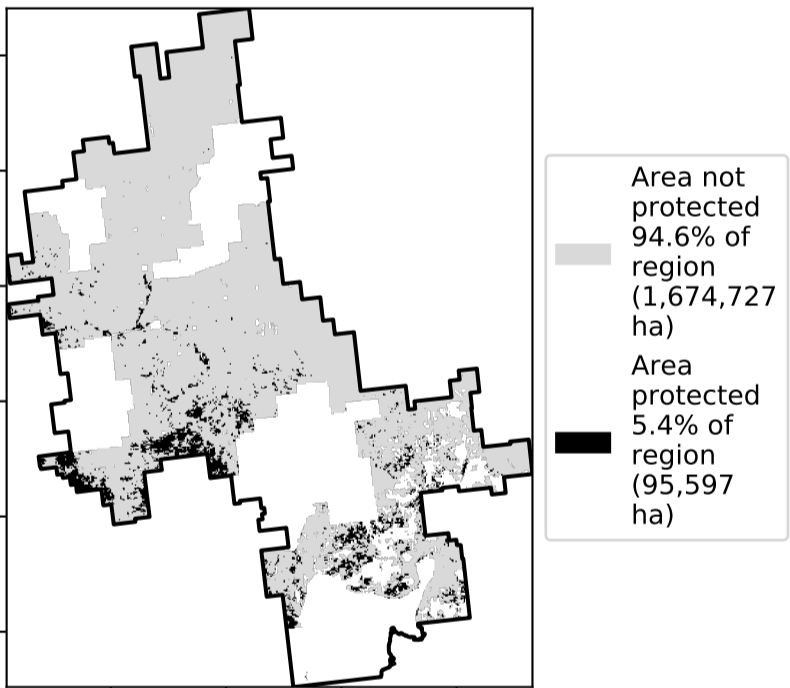 Area not
protected
94.6% of
region
(1,674,727
ha)
Area
protected
5.4% of
region
(95,597
ha)